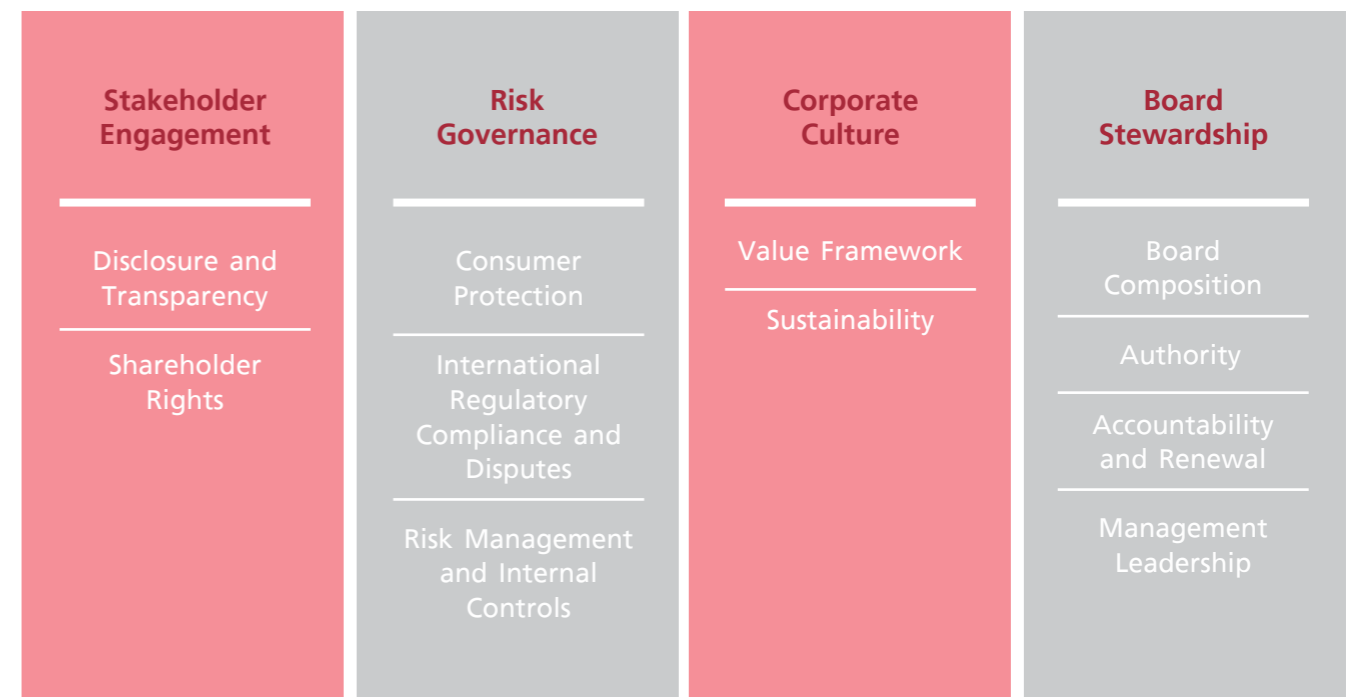 Stakeholder
Engagement
Disclosure and
Transparency
Shareholder
Rights
Risk
Governance
Consumer
Protection
International
Regulatory
Compliance and
Disputes
Risk Management
and Internal
Controls
Corporate
Culture
Value Framework
Sustainability
Board
Stewardship
Board
Composition
Authority
Accountability
and Renewal
Management
Leadership